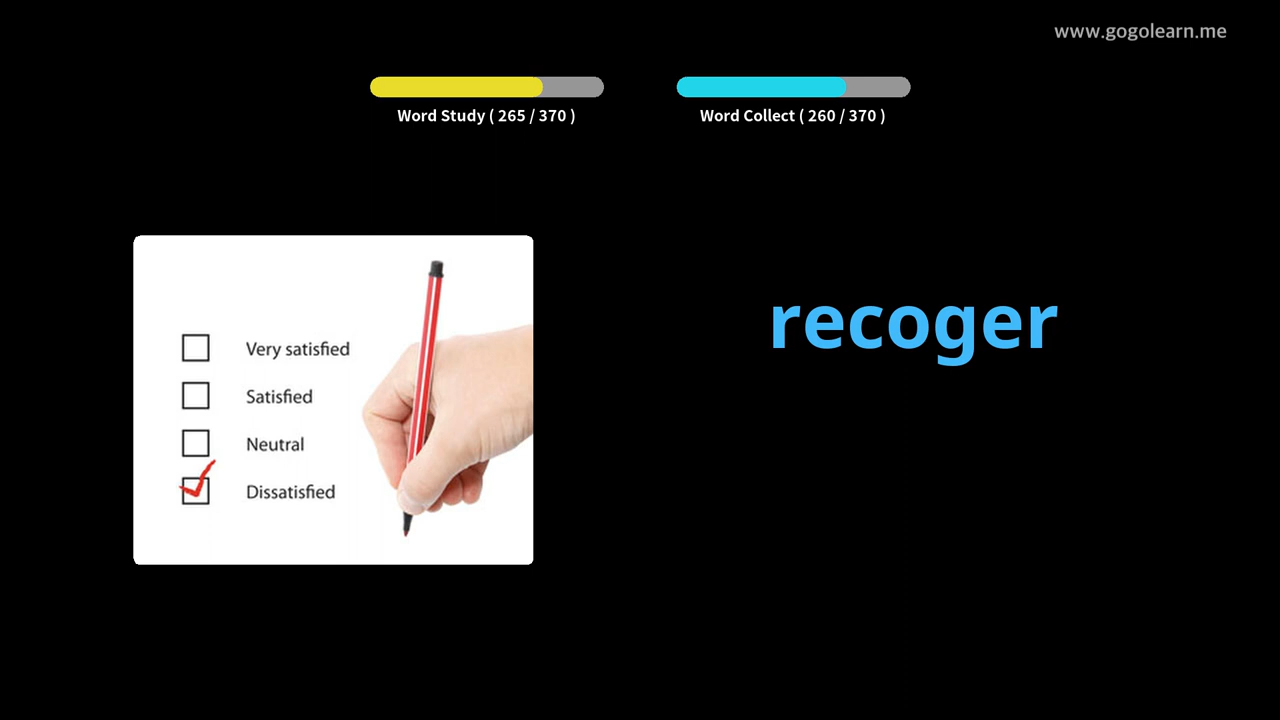 www.gogolearn.me
Word Study ( 265 / 370 )
Word Collect ( 260 / 370 )
recoger
Very satisfied
Satisfied
Neutral
Dissatisfied